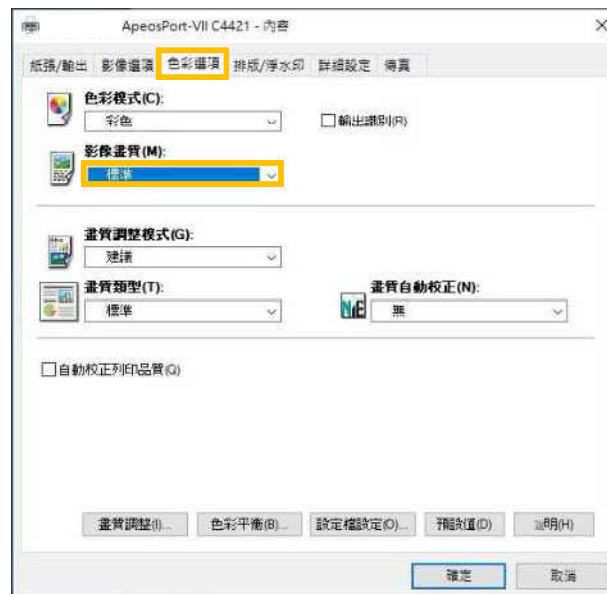 ApeosPort-VII C4421 - 內容
紙張/輸出 影像選項 色彩選項 排版/浮水印 詳細設定 傳真
色彩模式(C):
彩色
輸出識別(R)
影像畫質(M):
標準
畫質調整模式(G):
建議
畫質類型(T):
標準
畫質自動校正(N):
無
自動校正列印品質(Q)
畫質調整(I)... 色彩平衡(B)... 設定檔設定(O)... 預設值(D) 說明(H)
確定 取消